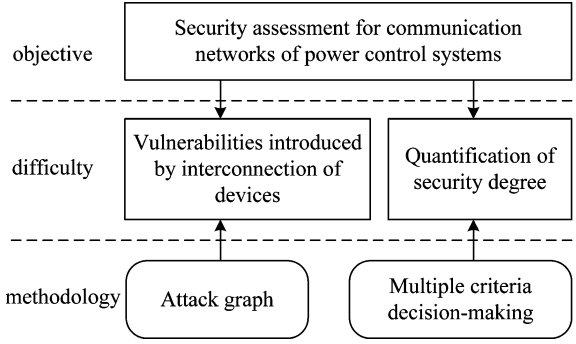 objective
Security assessment for communication
networks of power control systems
difficulty
Vulnerabilities introduced
by interconnection of
devices
Quantification of
security degree
methodology
Attack graph
Multiple criteria
decision-making